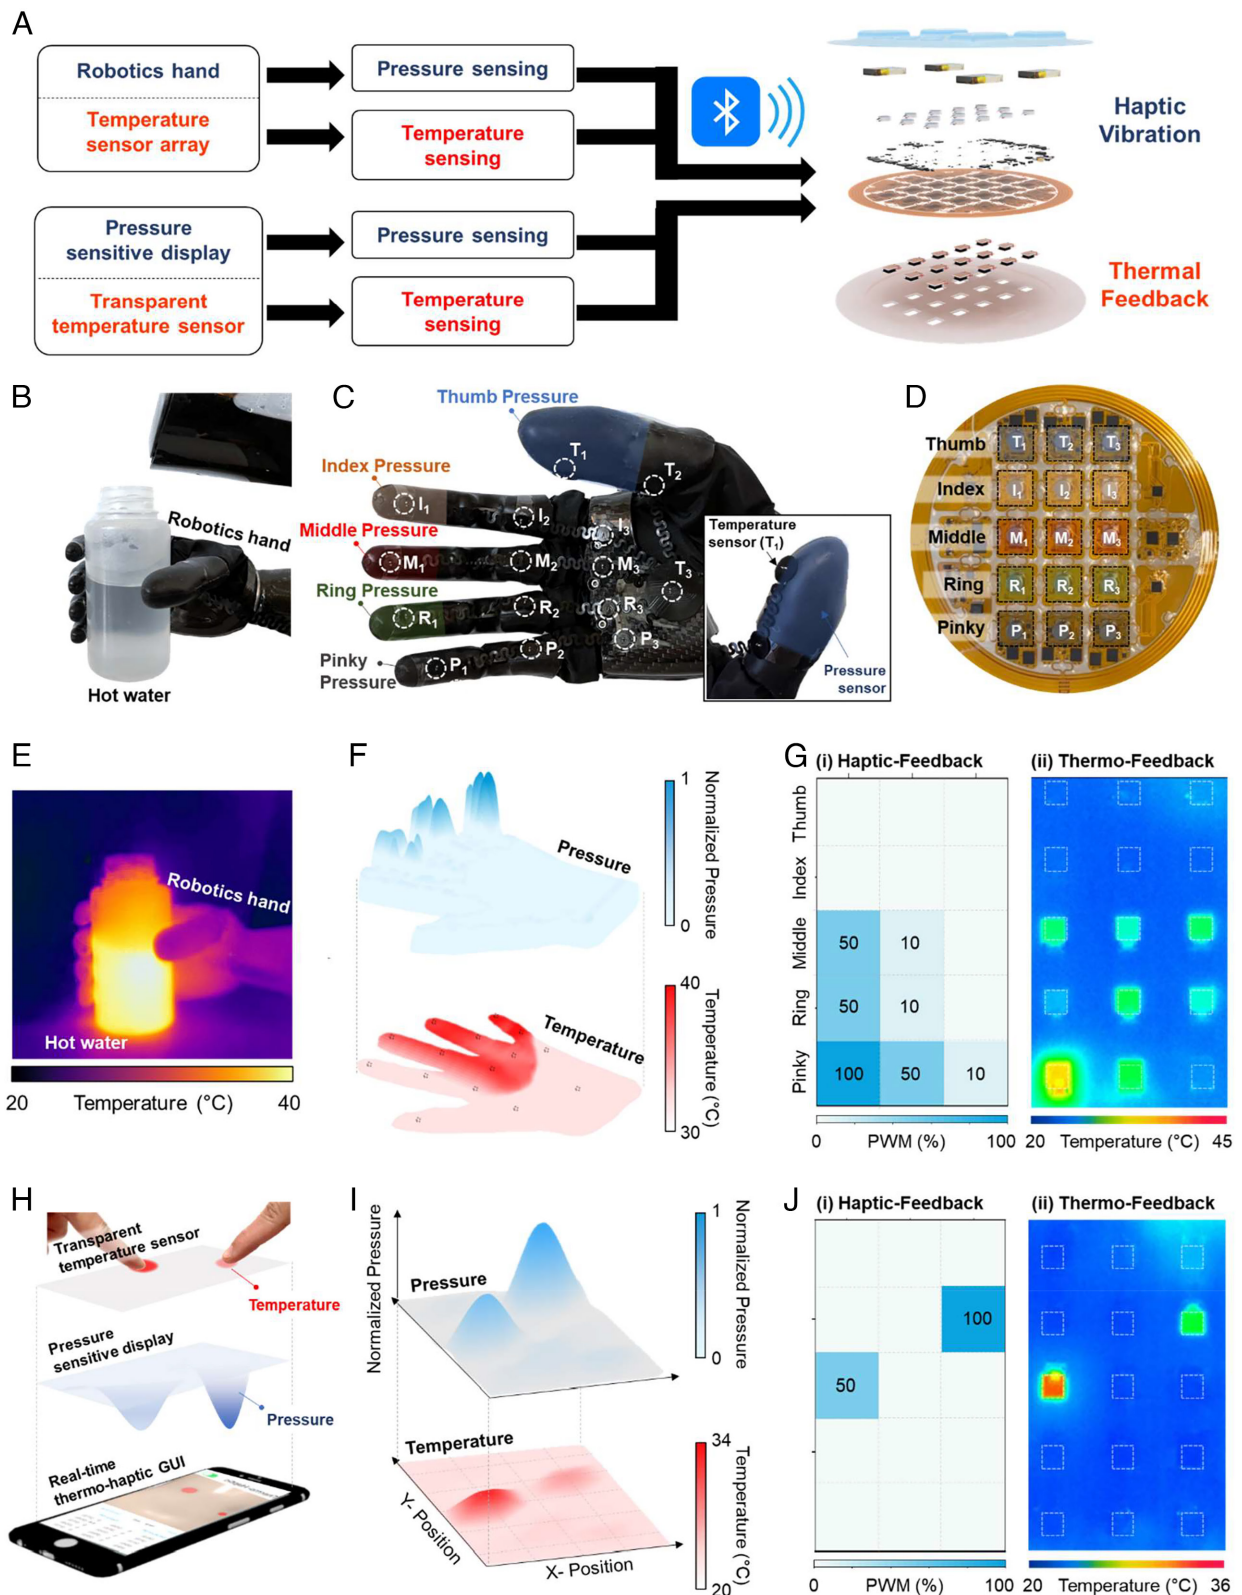 A
Robotics hand
Temperature
sensor array
Pressure sensing
Temperature
sensing
Pressure
sensitive display
Transparent
temperature sensor
Pressure sensing
Temperature
sensing
Haptic
Vibration
Thermal
Feedback
B
Robotics hand
Hot water
C
Thumb Pressure
Index Pressure
Middle Pressure
Ring Pressure
Pinky
Pressure
T1
T2
T3
I1
I2
I3
M1
M2
M3
R1
R2
R3
P1
P2
P3
Temperature
sensor (T1)
Pressure
sensor
D
Thumb T1 T2 T3
Index I1 I2 I3
Middle M1 M2 M3
Ring R1 R2 R3
Pinky P1 P2 P3
E
Robotics hand
Hot water
20 Temperature (°C) 40
F
Pressure
1
Normalized Pressure
0
Temperature
40
Temperature (°C)
30
G
(i) Haptic-Feedback
Thumb
Index
Middle
50 10
Ring
50 10
Pinky
100 50 10
0 PWM (%) 100
(ii) Thermo-Feedback
20 Temperature (°C) 45
H
Transparent
temperature sensor
Temperature
Pressure
sensitive display
Pressure
Real-time
thermo-haptic GUI
I
Normalized Pressure
Pressure
1
Normalized Pressure
0
Temperature
Y- Position
X- Position
34
Temperature (°C)
20
J
(i) Haptic-Feedback
100
50
0 PWM (%) 100
(ii) Thermo-Feedback
20 Temperature (°C) 36